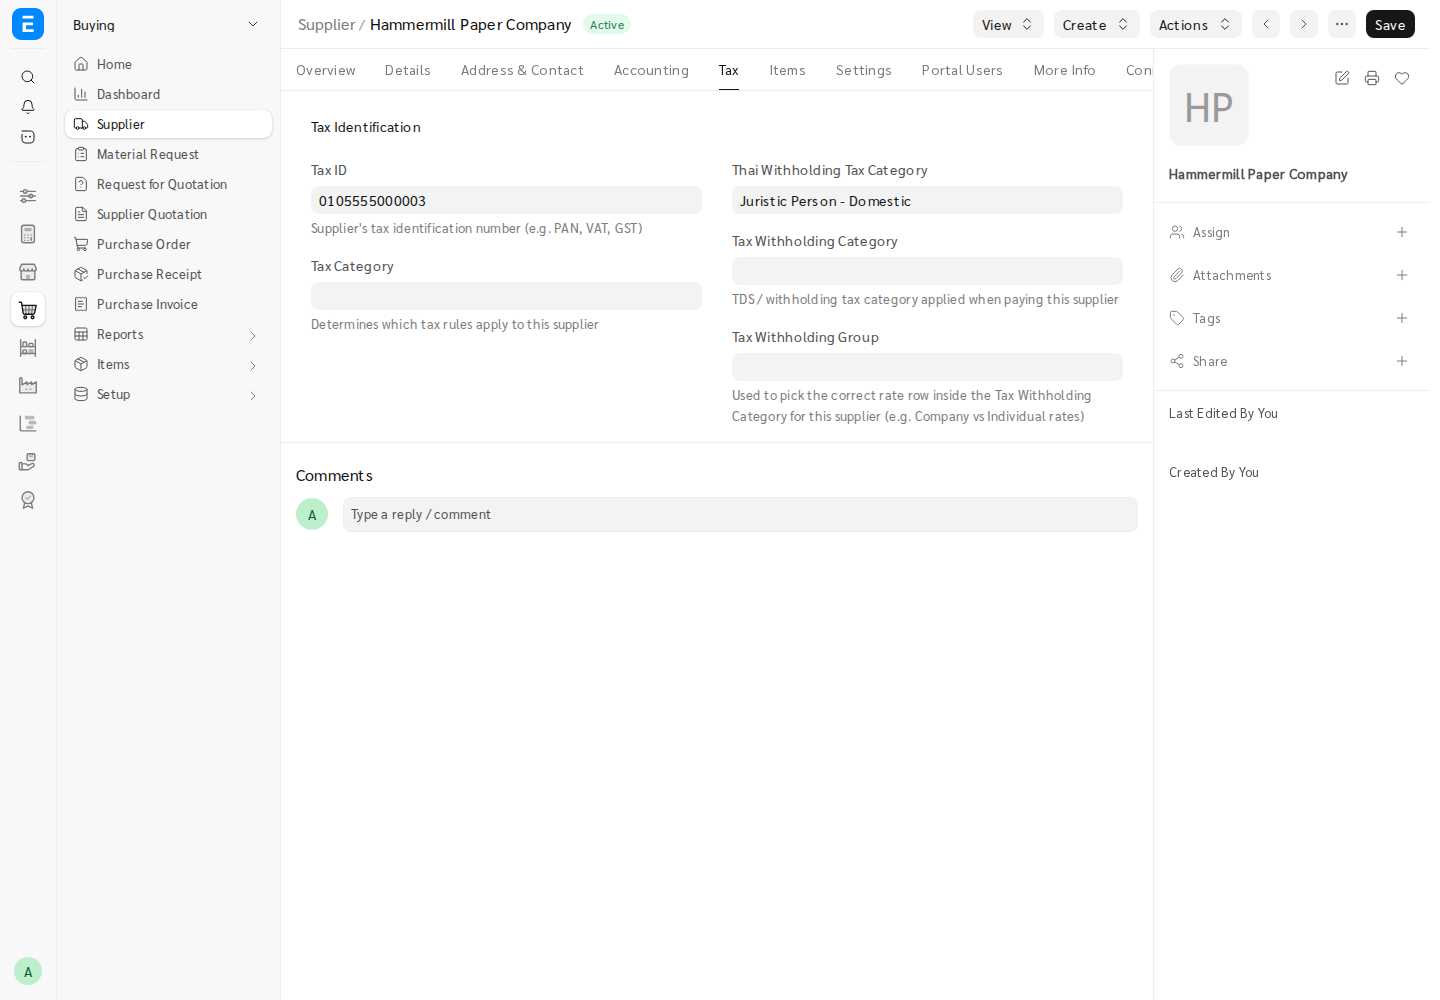 Buying
Home
Dashboard
Supplier
Material Request
Request for Quotation
Supplier Quotation
Purchase Order
Purchase Receipt
Purchase Invoice
Reports
Items
Setup
A
Supplier / Hammermill Paper Company Active
View Create Actions Save
Overview Details Address & Contact Accounting Tax Items Settings Portal Users More Info Con
Tax Identification
Tax ID
0105555000003
Supplier's tax identification number (e.g. PAN, VAT, GST)
Tax Category
Determines which tax rules apply to this supplier
Thai Withholding Tax Category
Juristic Person - Domestic
Tax Withholding Category
TDS / withholding tax category applied when paying this supplier
Tax Withholding Group
Used to pick the correct rate row inside the Tax Withholding
Category for this supplier (e.g. Company vs Individual rates)
Comments
A
Type a reply / comment
HP
Hammermill Paper Company
Assign
Attachments
Tags
Share
Last Edited By You
Created By You